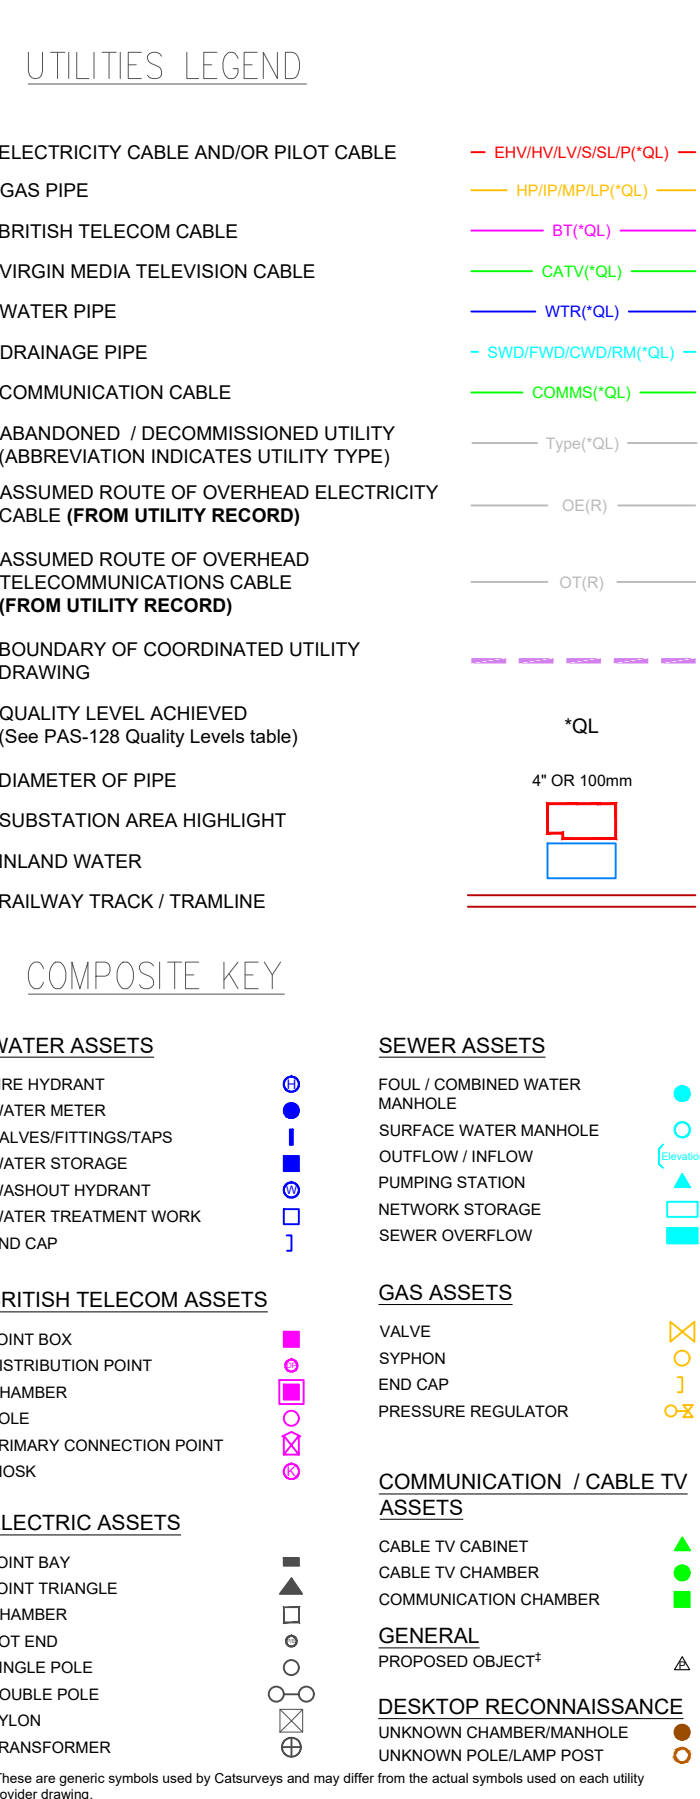 UTILITIES LEGEND
ELECTRICITY CABLE AND/OR PILOT CABLE EHV/HV/LV/S/SL/P(*QL)
GAS PIPE HP/IP/MP/LP(*QL)
BRITISH TELECOM CABLE BT(*QL)
VIRGIN MEDIA TELEVISION CABLE CATV(*QL)
WATER PIPE WTR(*QL)
DRAINAGE PIPE SWD/FWD/CWD/RM(*QL)
COMMUNICATION CABLE COMMS(*QL)
ABANDONED / DECOMMISSIONED UTILITY
(ABBREVIATION INDICATES UTILITY TYPE) Type(*QL)
ASSUMED ROUTE OF OVERHEAD ELECTRICITY
CABLE (FROM UTILITY RECORD) OE(R)
ASSUMED ROUTE OF OVERHEAD
TELECOMMUNICATIONS CABLE OT(R)
(FROM UTILITY RECORD)
BOUNDARY OF COORDINATED UTILITY
DRAWING
QUALITY LEVEL ACHIEVED
(See PAS-128 Quality Levels table) *QL
DIAMETER OF PIPE 4" OR 100mm
SUBSTATION AREA HIGHLIGHT
INLAND WATER
RAILWAY TRACK / TRAMLINE
COMPOSITE KEY
WATER ASSETS
IRE HYDRANT H
WATER METER
ALVES/FITTINGS/TAPS
WATER STORAGE
WASHOUT HYDRANT W
WATER TREATMENT WORK
ND CAP
RITISH TELECOM ASSETS
OINT BOX
ISTRIBUTION POINT
HAMBER
OLE
RIMARY CONNECTION POINT
IOSK K
LECTRIC ASSETS
OINT BAY
OINT TRIANGLE
HAMBER
OT END
INGLE POLE
OUBLE POLE
YLON
RANSFORMER
SEWER ASSETS
FOUL / COMBINED WATER
MANHOLE
SURFACE WATER MANHOLE
OUTFLOW / INFLOW Elevatio
PUMPING STATION
NETWORK STORAGE
SEWER OVERFLOW
GAS ASSETS
VALVE
SYPHON
END CAP
PRESSURE REGULATOR
COMMUNICATION / CABLE TV
ASSETS
CABLE TV CABINET
CABLE TV CHAMBER
COMMUNICATION CHAMBER
GENERAL
PROPOSED OBJECT‡ P
DESKTOP RECONNAISSANCE
UNKNOWN CHAMBER/MANHOLE
UNKNOWN POLE/LAMP POST
These are generic symbols used by Catsurveys and may differ from the actual symbols used on each utility
rovider drawing.